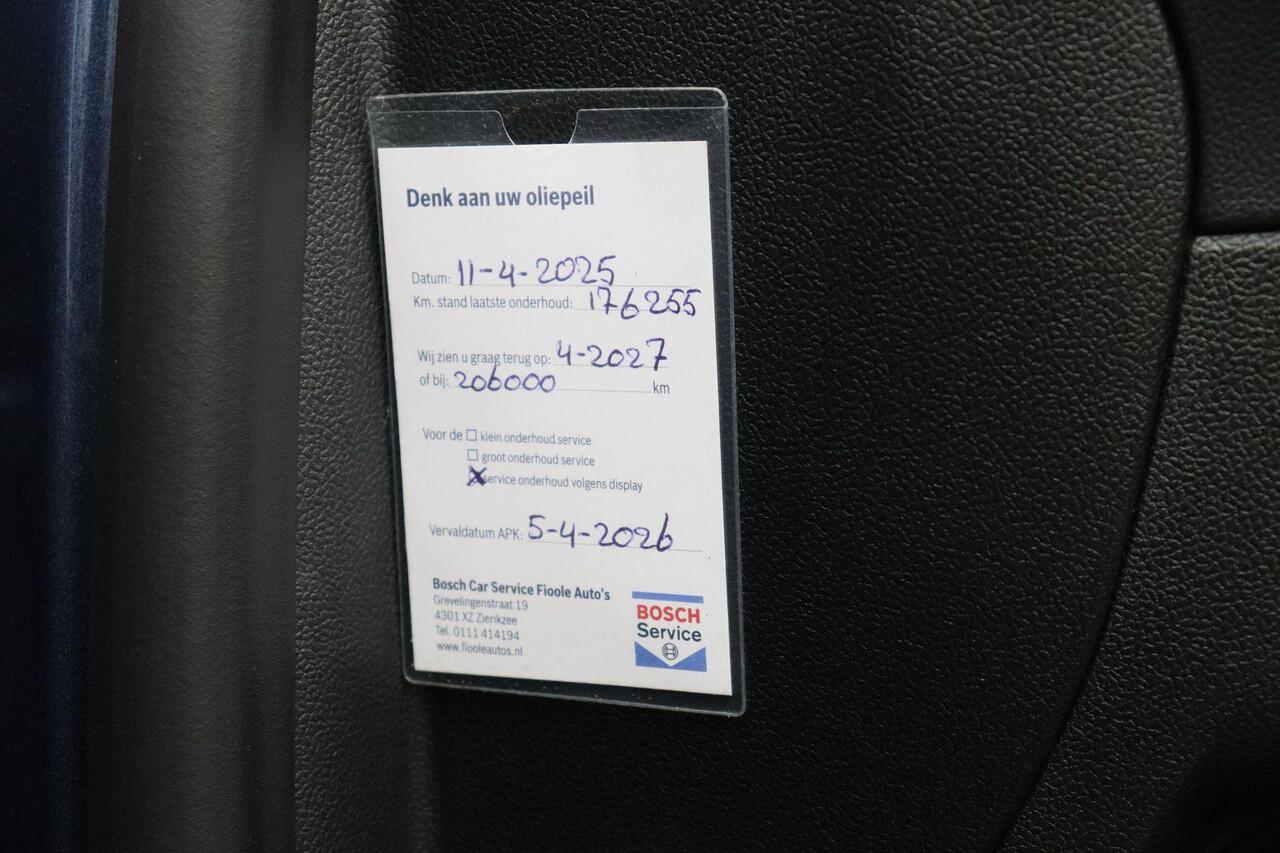 Denk aan uw oliepeil
Datum: 11-4-2025
Km. stand laatste onderhoud: 176255
Wij zien u graag terug op: 4-2027
of bij: 206000 km
Voor de ☐ klein onderhoud service
☐ groot onderhoud service
☒ service onderhoud volgens display
Vervaldatum APK: 5-4-2026
Bosch Car Service Fioole Auto's
Grevelingenstraat 19
4301 XZ Zierikzee
Tel. 0111 414194
www.fiooleautos.nl
BOSCH
Service